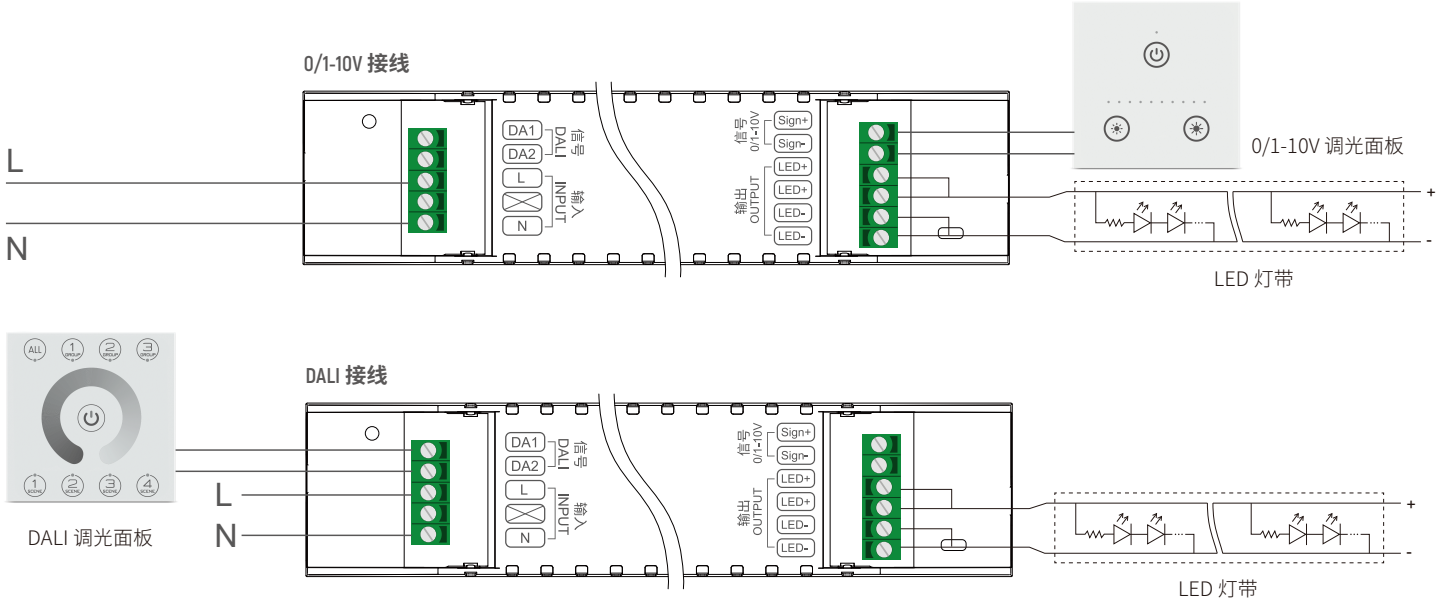 0/1-10V 接线
L
N
DA1
DA2
信号
DALI
L
N
输入
INPUT
信号
0/1-10V
Sign+
Sign-
LED+
LED+
LED-
LED-
输出
OUTPUT
0/1-10V 调光面板
+
-
LED 灯带
ALL
1 GROUP
2 GROUP
3 GROUP
1 SCENE
2 SCENE
3 SCENE
4 SCENE
DALI 调光面板
DALI 接线
L
N
DA1
DA2
信号
DALI
L
N
输入
INPUT
信号
0/1-10V
Sign+
Sign-
LED+
LED+
LED-
LED-
输出
OUTPUT
+
-
LED 灯带